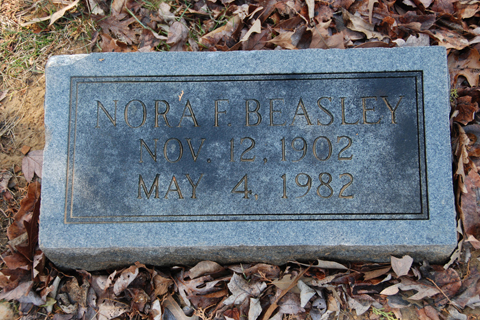 NORA F. BEASLEY
NOV. 12, 1902
MAY 4, 1982